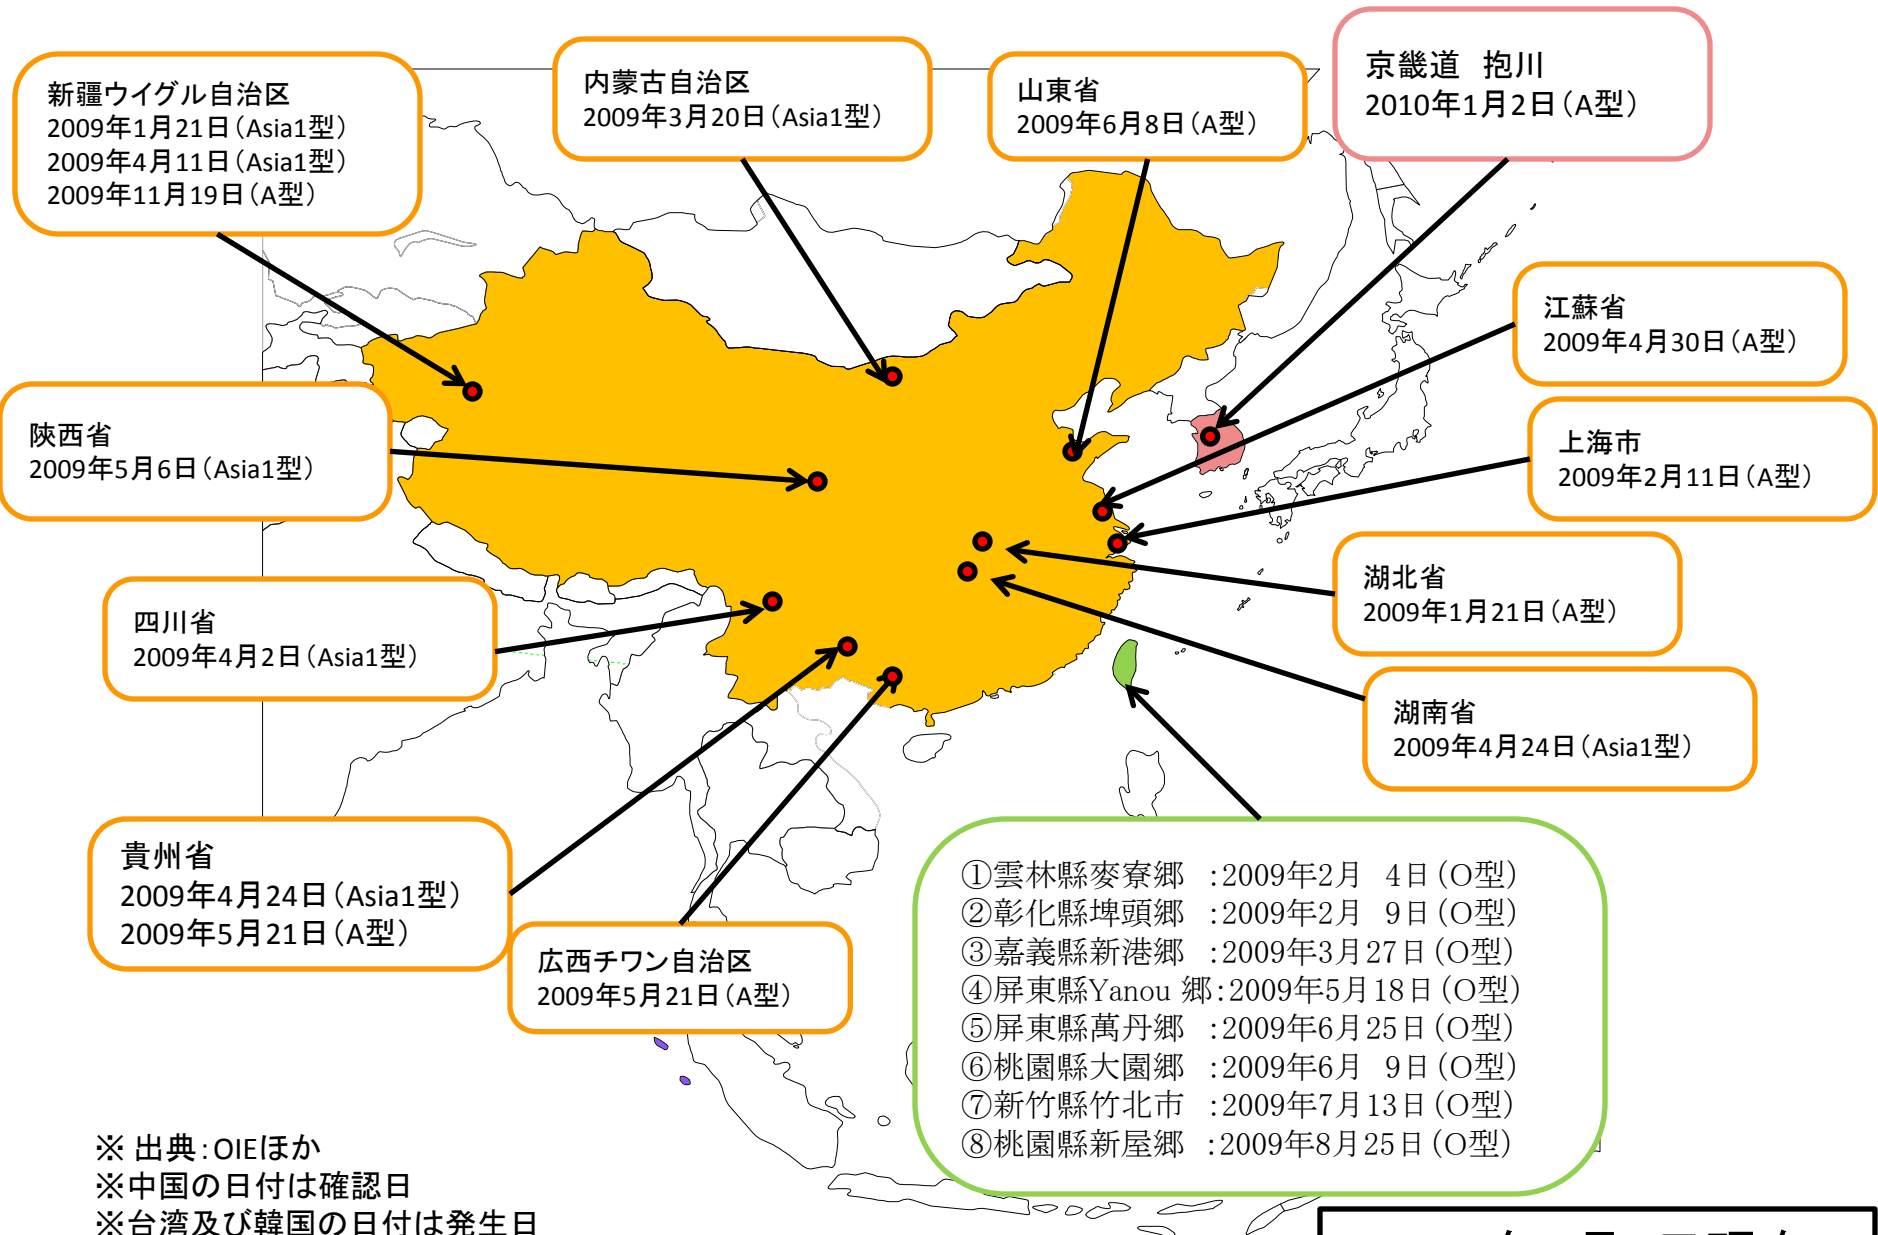 新疆ウイグル自治区
2009年1月21日（Asia1型）
2009年4月11日（Asia1型）
2009年11月19日（A型）
内蒙古自治区
2009年3月20日（Asia1型）
山東省
2009年6月8日（A型）
京畿道　抱川
2010年1月2日（A型）
江蘇省
2009年4月30日（A型）
陝西省
2009年5月6日（Asia1型）
上海市
2009年2月11日（A型）
湖北省
2009年1月21日（A型）
四川省
2009年4月2日（Asia1型）
湖南省
2009年4月24日（Asia1型）
貴州省
2009年4月24日（Asia1型）
2009年5月21日（A型）
広西チワン自治区
2009年5月21日（A型）
①雲林縣麥寮郷　：2009年2月　4日（O型）
②彰化縣埤頭郷　：2009年2月　9日（O型）
③嘉義縣新港郷　：2009年3月27日（O型）
④屏東縣Yanou 郷：2009年5月18日（O型）
⑤屏東縣萬丹郷　：2009年6月25日（O型）
⑥桃園縣大園郷　：2009年6月　9日（O型）
⑦新竹縣竹北市　：2009年7月13日（O型）
⑧桃園縣新屋郷　：2009年8月25日（O型）
※ 出典：OIEほか
※中国の日付は確認日
※台湾及び韓国の日付は発生日